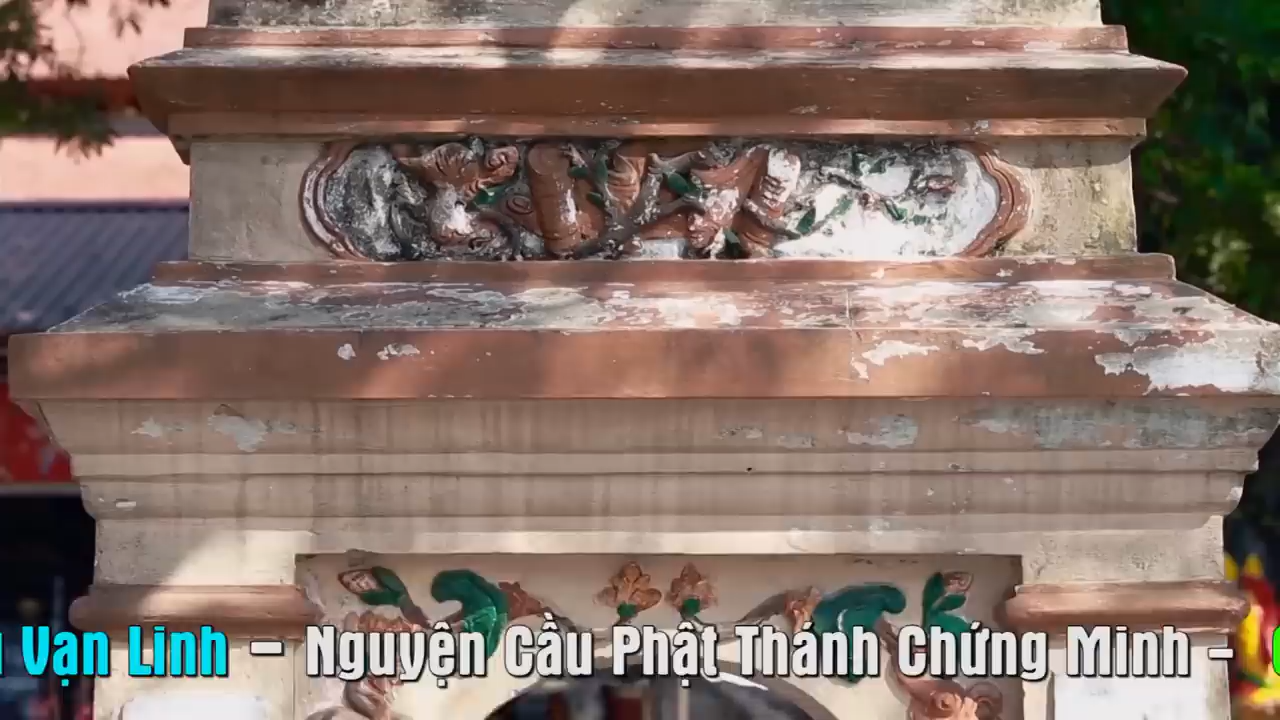 Vạn Linh – Nguyện Cầu Phật Thánh Chứng Minh –